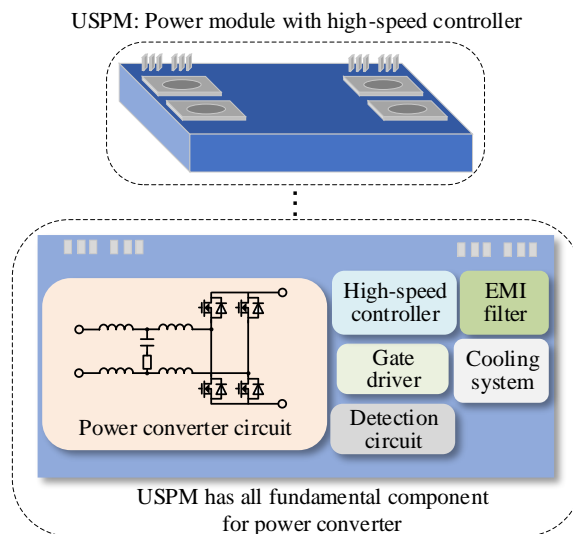 USPM: Power module with high-speed controller
High-speed
controller
EMI
filter
Gate
driver
Cooling
system
Detection
circuit
Power converter circuit
USPM has all fundamental component
for power converter